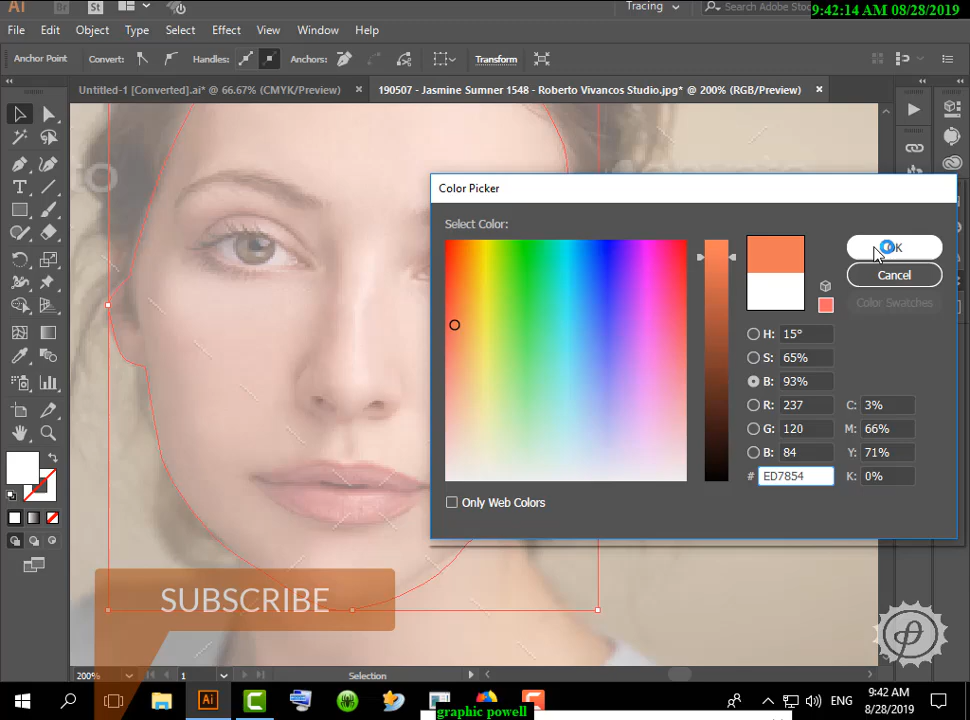 Ai
Br
St
Tracing
Search Adobe Stoc
9:42:14 AM 08/28/2019
File Edit Object Type Select Effect View Window Help
Anchor Point
Convert:
Handles:
Anchors:
Transform
Untitled-1 [Converted].ai* @ 66.67% (CMYK/Preview)
190507 - Jasmine Sumner 1548 - Roberto Vivancos Studio.jpg* @ 200% (RGB/Preview)
Color Picker
Select Color:
OK
Cancel
Color Swatches
H: 15°
S: 65%
B: 93%
R: 237
C: 3%
G: 120
M: 66%
B: 84
Y: 71%
# ED7854
K: 0%
Only Web Colors
SUBSCRIBE
200%
1
Selection
Ai
ENG
9:42 AM
8/28/2019
graphic powell